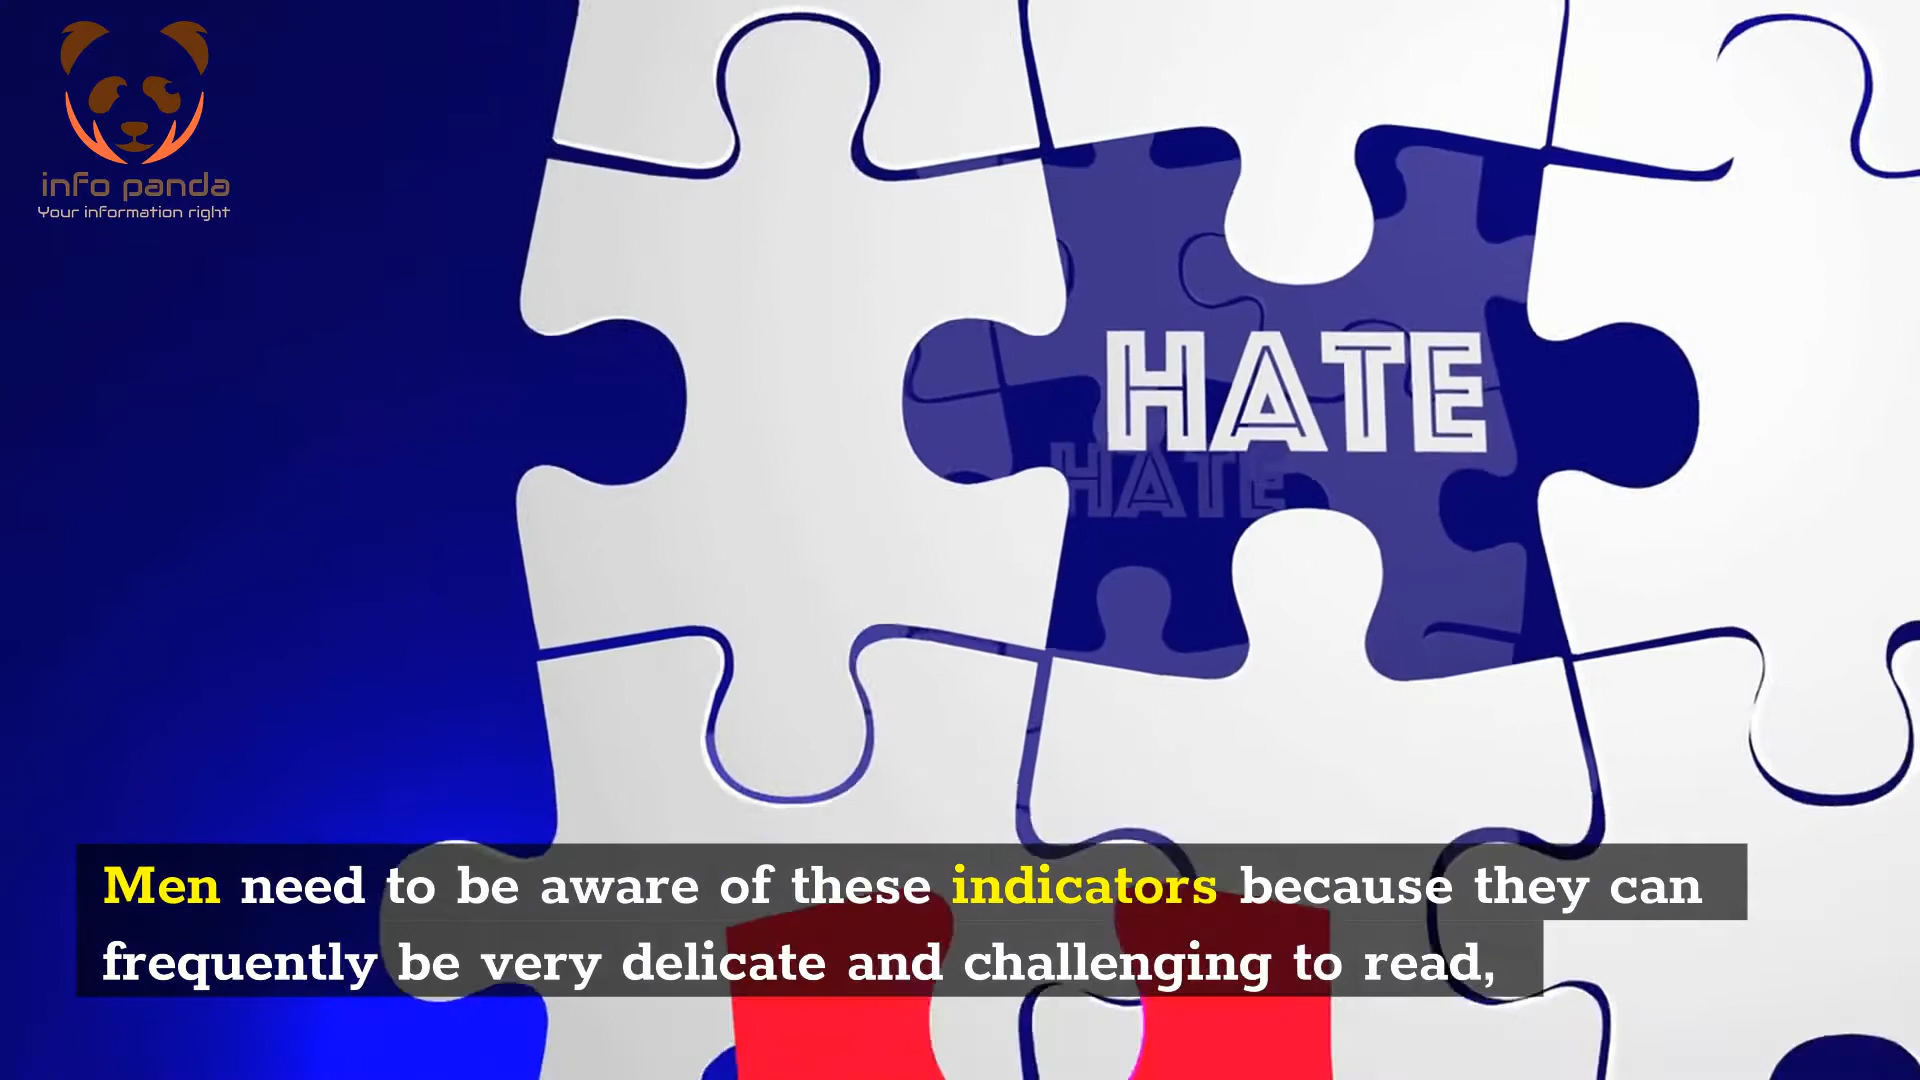 info panda
Your information right
HATE
HATE
Men need to be aware of these indicators because they can
frequently be very delicate and challenging to read,